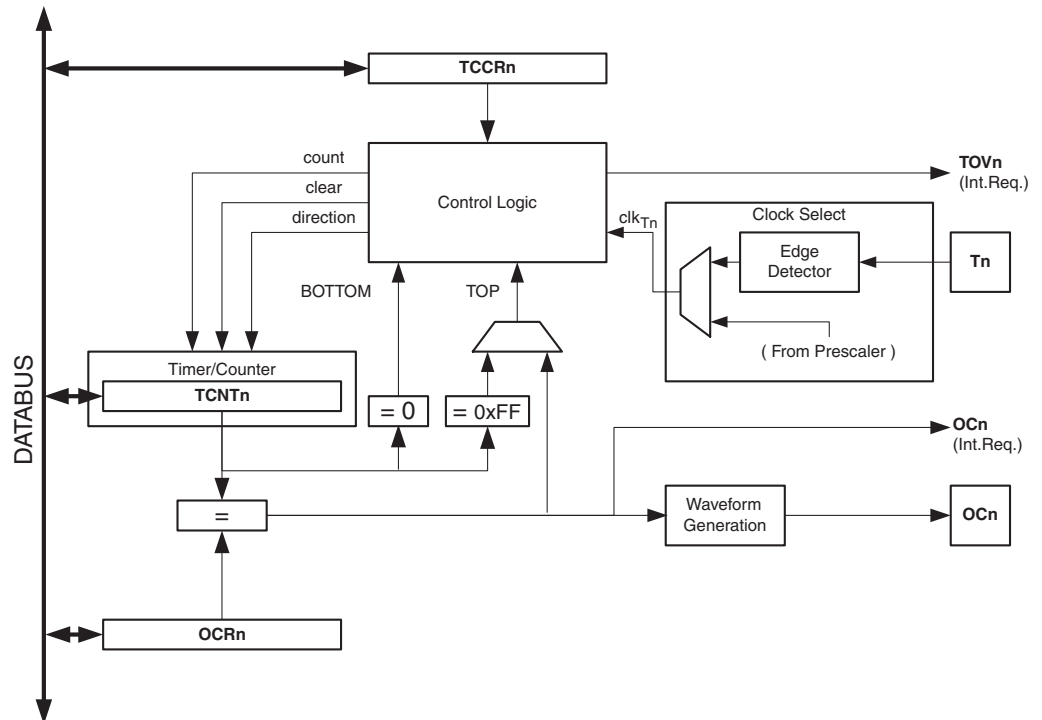 TCCRn
count
clear
direction
Control Logic
TOVn
(Int.Req.)
clkTn
Clock Select
Edge
Detector
Tn
( From Prescaler )
BOTTOM
TOP
DATABUS
Timer/Counter
TCNTn
= 0
= 0xFF
OCn
(Int.Req.)
=
Waveform
Generation
OCn
OCRn